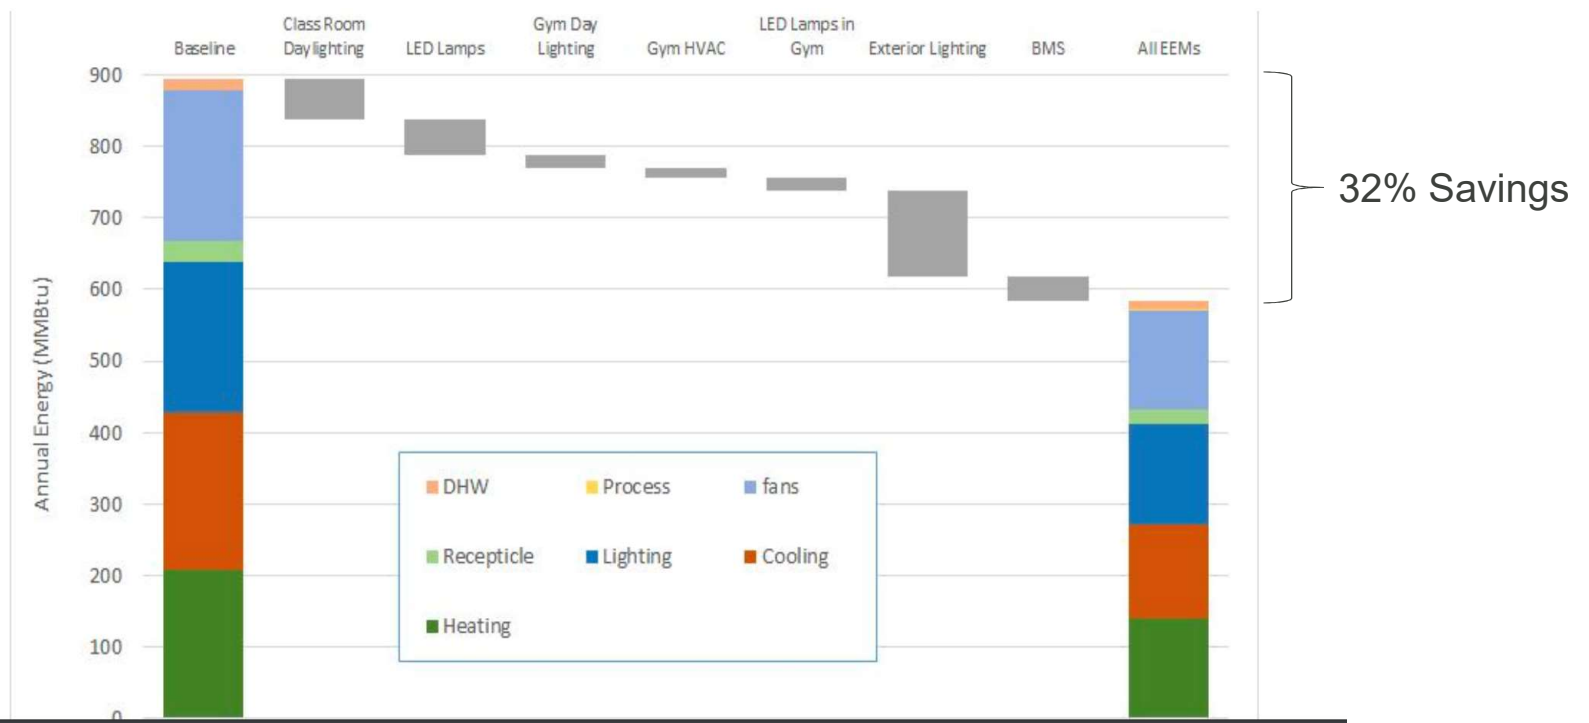 Baseline
Class Room
Daylighting
LED Lamps
Gym Day
Lighting
Gym HVAC
LED Lamps in
Gym
Exterior Lighting
BMS
All EEMs
900
800
700
600
500
400
300
200
100
0
Annual Energy (MMBtu)
32% Savings
DHW
Process
fans
Recepticle
Lighting
Cooling
Heating